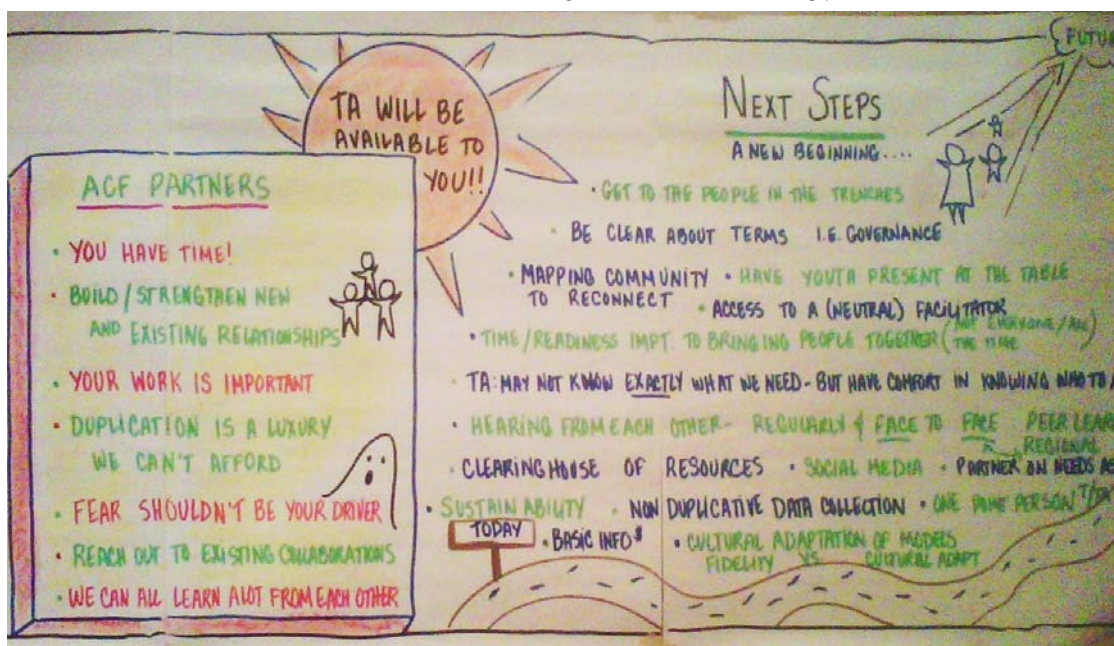 TA WILL BE
AVAILABLE TO
YOU!!
ACF PARTNERS
• YOU HAVE TIME!
• BUILD/STRENGTHEN NEW
AND EXISTING RELATIONSHIPS
• YOUR WORK IS IMPORTANT
• DUPLICATION IS A LUXURY
WE CAN'T AFFORD
• FEAR SHOULDN'T BE YOUR DRIVER
• REACH OUT TO EXISTING COLLABORATIONS
• WE CAN ALL LEARN ALOT FROM EACH OTHER
FUTU
NEXT STEPS
A NEW BEGINNING....
• GET TO THE PEOPLE IN THE TRENCHES
• BE CLEAR ABOUT TERMS I.E. GOVERNANCE
• MAPPING COMMUNITY • HAVE YOUTH PRESENT AT THE TABLE
TO RECONNECT • ACCESS TO A (NEUTRAL) FACILITATOR
• TIME/READINESS IMPT. TO BRINGING PEOPLE TOGETHER (NOT EVERYONE/ALL
THE TIME)
• TA: MAY NOT KNOW EXACTLY WHAT WE NEED - BUT HAVE COMFORT IN KNOWING WHO TO
• HEARING FROM EACH OTHER - REGULARLY & FACE TO FACE PEER LEAR
REGIONAL
• CLEARINGHOUSE OF RESOURCES • SOCIAL MEDIA • PARTNER ON NEEDS AS
• SUSTAINABILITY • NON DUPLICATIVE DATA COLLECTION • ONE POINT PERSON
TODAY • BASIC INFO • CULTURAL ADAPTATION OF MODELS
FIDELITY VS. CULTURAL ADAPT